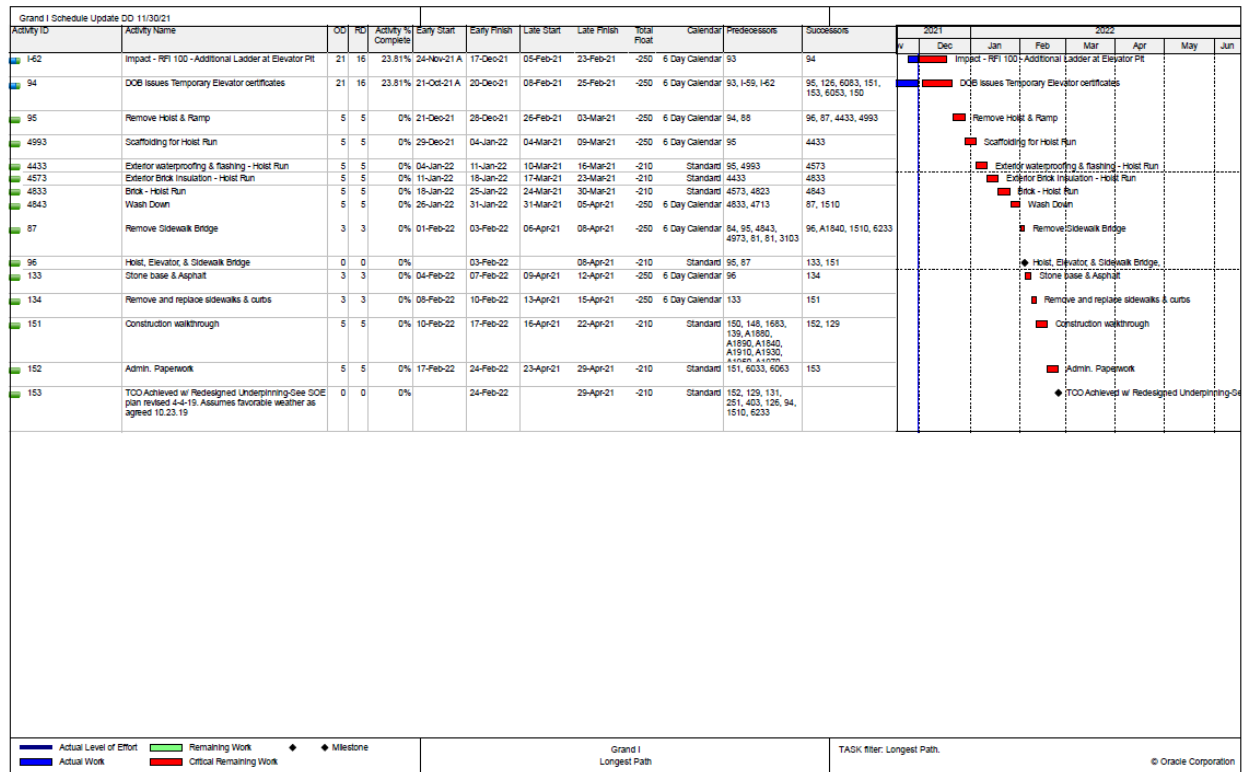 Grand I Schedule Update DD 11/30/21
Activity ID Activity Name OD RD Activity % Complete Early Start Early Finish Late Start Late Finish Total Float Calendar Predecessors Successors 2021 2022
Dec Jan Feb Mar Apr May Jun
I-62 Impact - RFI 100 - Additional Ladder at Elevator Pit 21 16 23.81% 24-Nov-21 A 17-Dec-21 05-Feb-21 23-Feb-21 -250 6 Day Calendar 93 94 Impact - RFI 100 - Additional Ladder at Elevator Pit
94 DOB Issues Temporary Elevator certificates 21 16 23.81% 21-Oct-21 A 20-Dec-21 08-Feb-21 25-Feb-21 -250 6 Day Calendar 93, I-59, I-62 95, 126, 6083, 151, DOB Issues Temporary Elevator certificates
153, 6053, 150
95 Remove Hoist & Ramp 5 5 0% 21-Dec-21 28-Dec-21 26-Feb-21 03-Mar-21 -250 6 Day Calendar 94, 88 96, 87, 4433, 4993 Remove Hoist & Ramp
4993 Scaffolding for Hoist Run 5 5 0% 29-Dec-21 04-Jan-22 04-Mar-21 09-Mar-21 -250 6 Day Calendar 95 4433 Scaffolding for Hoist Run
4433 Exterior waterproofing & flashing - Hoist Run 5 5 0% 04-Jan-22 11-Jan-22 10-Mar-21 16-Mar-21 -210 Standard 95, 4993 4573 Exterior waterproofing & flashing - Hoist Run
4573 Exterior Brick Insulation - Hoist Run 5 5 0% 11-Jan-22 18-Jan-22 17-Mar-21 23-Mar-21 -210 Standard 4433 4833 Exterior Brick Insulation - Hoist Run
4833 Brick - Hoist Run 5 5 0% 18-Jan-22 25-Jan-22 24-Mar-21 30-Mar-21 -210 Standard 4573, 4823 4843 Brick - Hoist Run
4843 Wash Down 5 5 0% 26-Jan-22 31-Jan-22 31-Mar-21 05-Apr-21 -250 6 Day Calendar 4833, 4713 87, 1510 Wash Down
87 Remove Sidewalk Bridge 3 3 0% 01-Feb-22 03-Feb-22 06-Apr-21 08-Apr-21 -250 6 Day Calendar 84, 95, 4843, 96, A1840, 1510, 6233 Remove Sidewalk Bridge
4973, 81, 81, 3103
96 Hoist, Elevator, & Sidewalk Bridge 0 0 0% 03-Feb-22 08-Apr-21 -210 Standard 95, 87 133, 151 Hoist, Elevator, & Sidewalk Bridge,
133 Stone base & Asphalt 3 3 0% 04-Feb-22 07-Feb-22 09-Apr-21 12-Apr-21 -250 6 Day Calendar 96 134 Stone base & Asphalt
134 Remove and replace sidewalks & curbs 3 3 0% 08-Feb-22 10-Feb-22 13-Apr-21 15-Apr-21 -250 6 Day Calendar 133 151 Remove and replace sidewalks & curbs
151 Construction walkthrough 5 5 0% 10-Feb-22 17-Feb-22 16-Apr-21 22-Apr-21 -210 Standard 150, 148, 1683, 152, 129 Construction walkthrough
139, A1880,
A1890, A1840,
A1910, A1930,
152 Admin. Paperwork 5 5 0% 17-Feb-22 24-Feb-22 23-Apr-21 29-Apr-21 -210 Standard 151, 6033, 6063 153 Admin. Paperwork
153 TCO Achieved w/ Redesigned Underpinning-See SOE 0 0 0% 24-Feb-22 29-Apr-21 -210 Standard 152, 129, 131, TCO Achieved w/ Redesigned Underpinning-Se
plan revised 4-4-19. Assumes favorable weather as 251, 403, 126, 94,
agreed 10.23.19 1510, 6233
Actual Level of Effort Remaining Work Milestone Grand I TASK filter: Longest Path.
Actual Work Critical Remaining Work Longest Path © Oracle Corporation